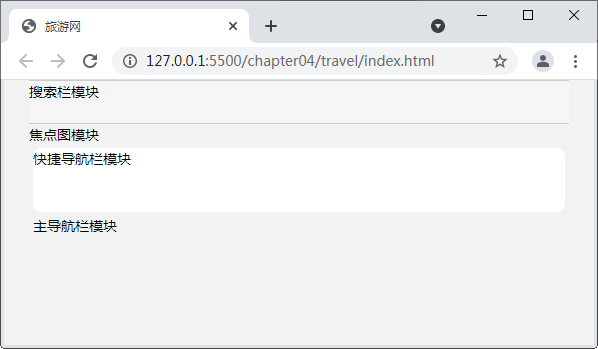 旅游网
127.0.0.1:5500/chapter04/travel/index.html
搜索栏模块
焦点图模块
快捷导航栏模块
主导航栏模块